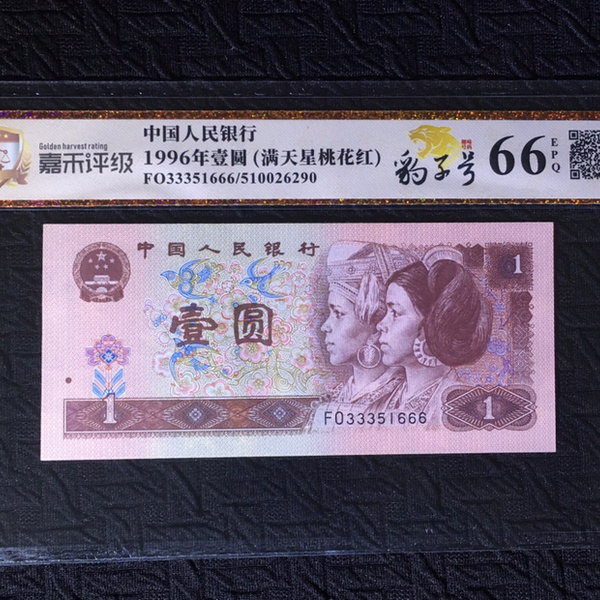 Golden harvest rating
嘉禾评级
中国人民银行
1996年壹圆 (满天星桃花红)
FO33351666/510026290
豹子号
66
EPQ
中国人民银行
1
壹圆
1
FO33351666
1